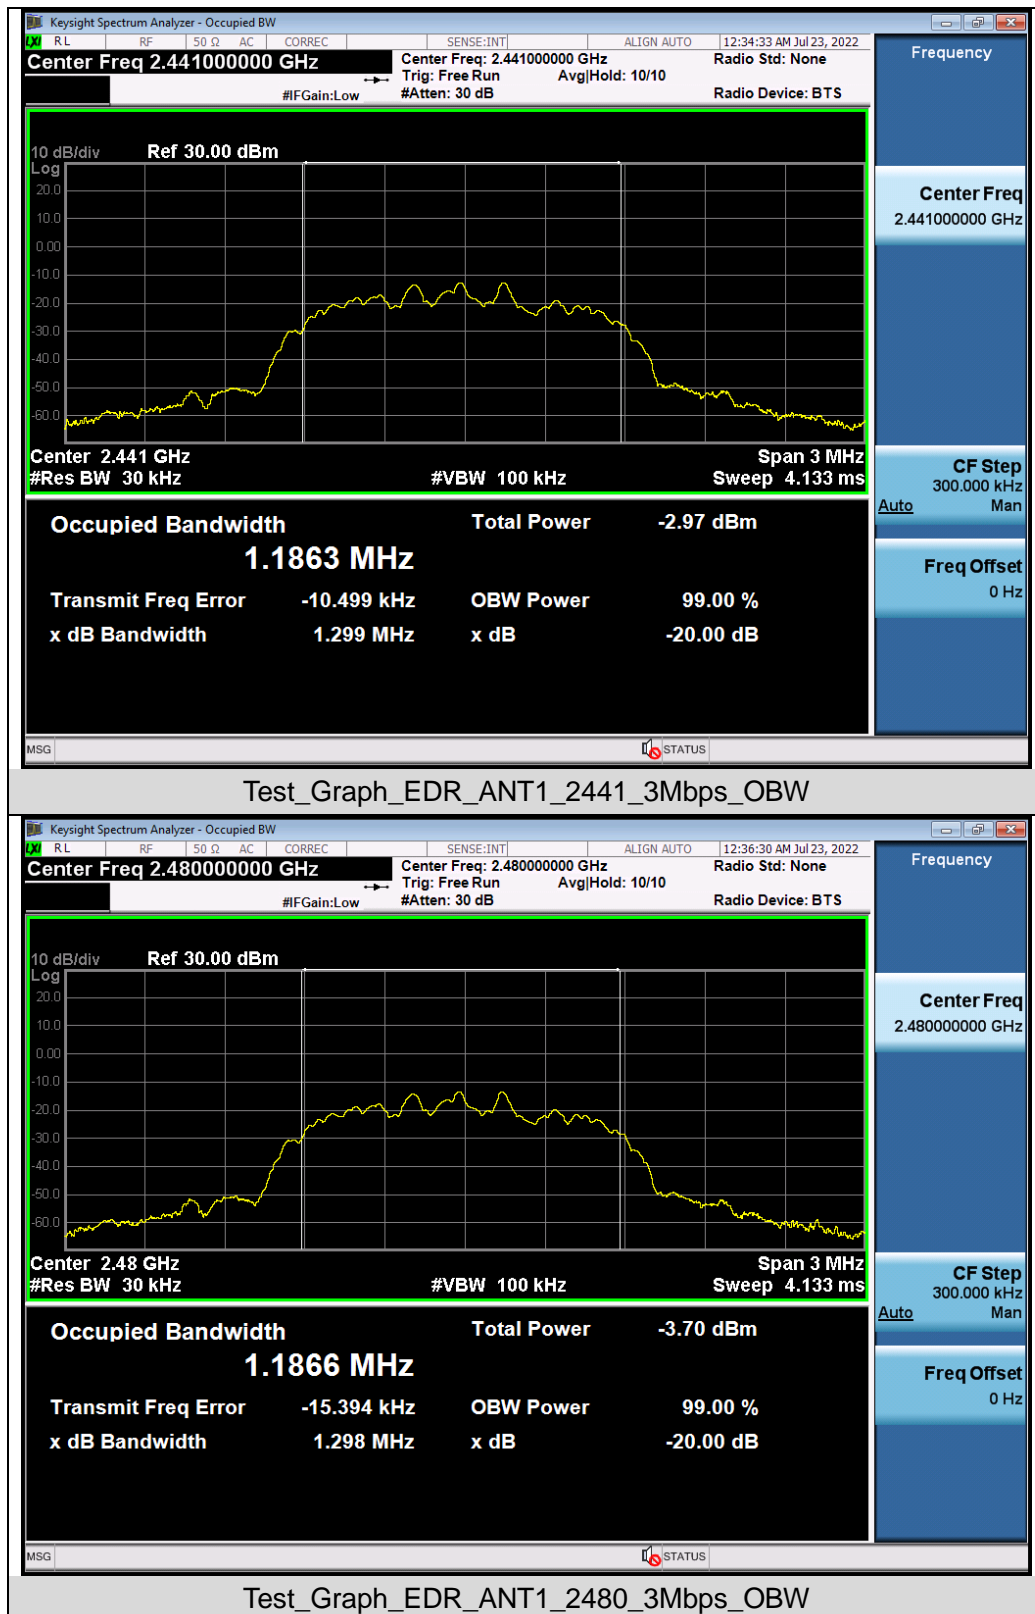 Keysight Spectrum Analyzer - Occupied BW
LXI RL RF 50 Ω AC CORREC SENSE:INT ALIGN AUTO 12:34:33 AM Jul 23, 2022
Center Freq 2.441000000 GHz Center Freq: 2.441000000 GHz Radio Std: None
Trig: Free Run Avg|Hold: 10/10
#IFGain:Low #Atten: 30 dB Radio Device: BTS
Frequency
10 dB/div Ref 30.00 dBm
Log
20.0
10.0
0.00
-10.0
-20.0
-30.0
-40.0
-50.0
-60.0
Center 2.441 GHz Span 3 MHz
#Res BW 30 kHz #VBW 100 kHz Sweep 4.133 ms
Center Freq
2.441000000 GHz
CF Step
300.000 kHz
Auto Man
Freq Offset
0 Hz
Occupied Bandwidth Total Power -2.97 dBm
1.1863 MHz
Transmit Freq Error -10.499 kHz OBW Power 99.00 %
x dB Bandwidth 1.299 MHz x dB -20.00 dB
MSG STATUS
Test_Graph_EDR_ANT1_2441_3Mbps_OBW
Keysight Spectrum Analyzer - Occupied BW
LXI RL RF 50 Ω AC CORREC SENSE:INT ALIGN AUTO 12:36:30 AM Jul 23, 2022
Center Freq 2.480000000 GHz Center Freq: 2.480000000 GHz Radio Std: None
Trig: Free Run Avg|Hold: 10/10
#IFGain:Low #Atten: 30 dB Radio Device: BTS
Frequency
10 dB/div Ref 30.00 dBm
Log
20.0
10.0
0.00
-10.0
-20.0
-30.0
-40.0
-50.0
-60.0
Center 2.48 GHz Span 3 MHz
#Res BW 30 kHz #VBW 100 kHz Sweep 4.133 ms
Center Freq
2.480000000 GHz
CF Step
300.000 kHz
Auto Man
Freq Offset
0 Hz
Occupied Bandwidth Total Power -3.70 dBm
1.1866 MHz
Transmit Freq Error -15.394 kHz OBW Power 99.00 %
x dB Bandwidth 1.298 MHz x dB -20.00 dB
MSG STATUS
Test_Graph_EDR_ANT1_2480_3Mbps_OBW